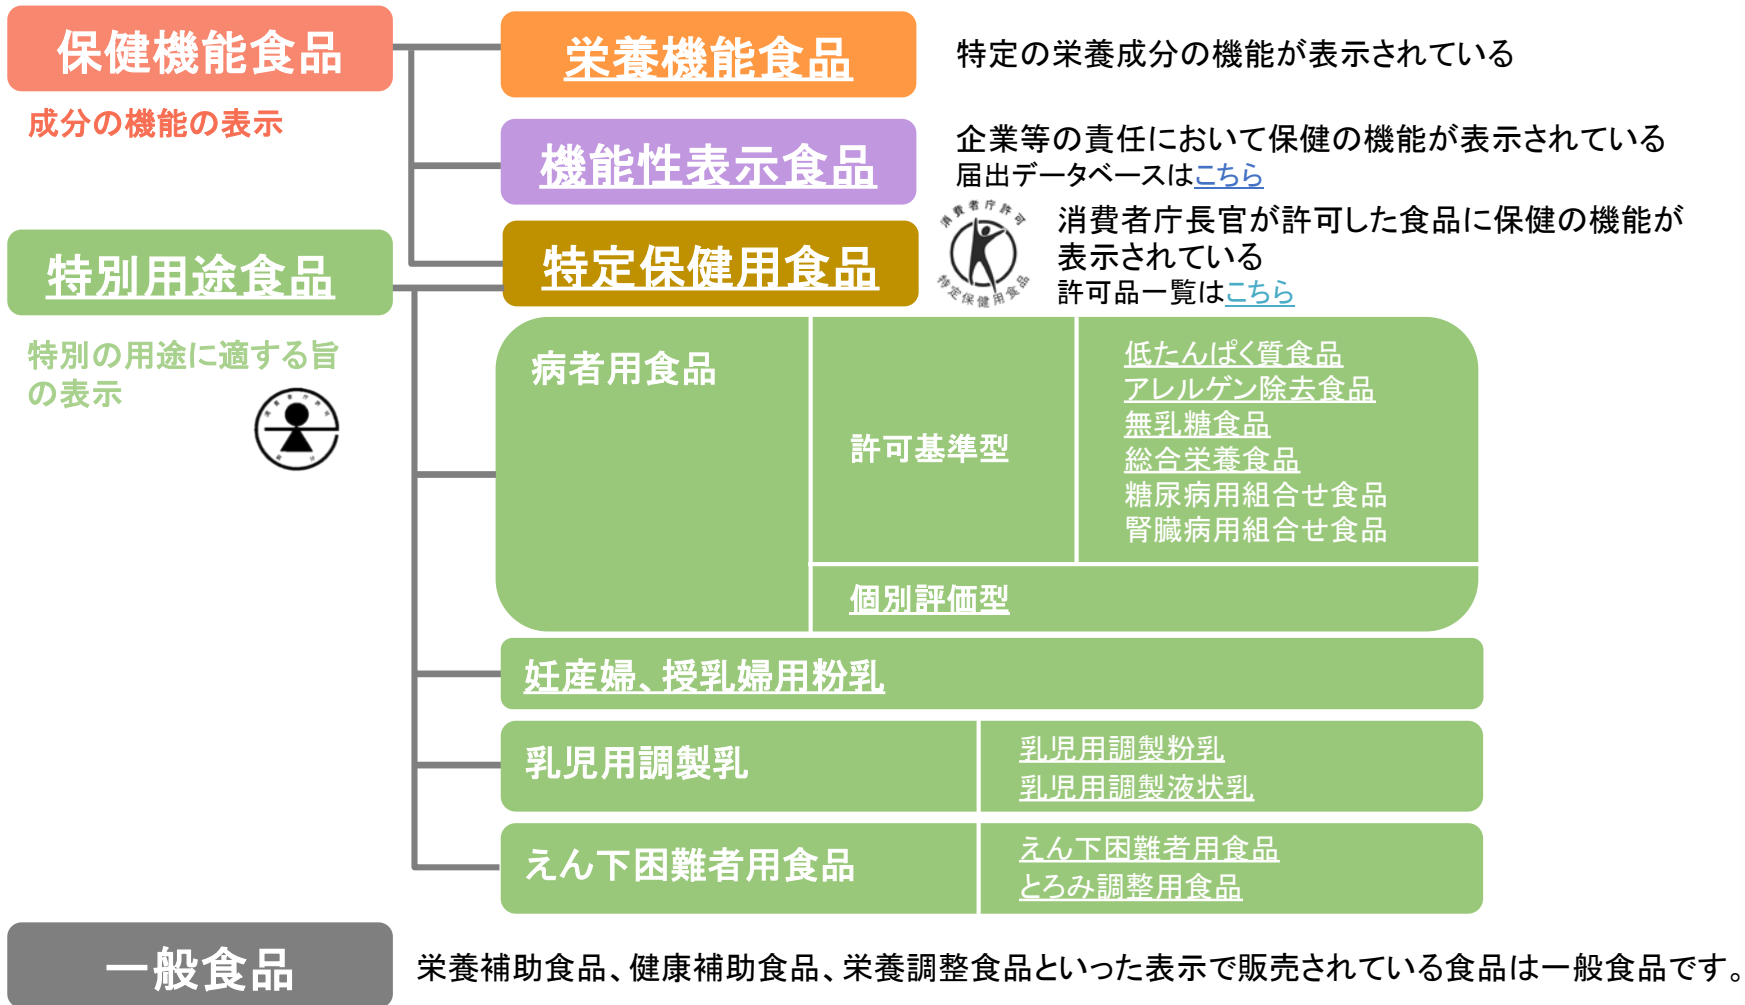 保健機能食品
成分の機能の表示
栄養機能食品
特定の栄養成分の機能が表示されている
機能性表示食品
企業等の責任において保健の機能が表示されている
届出データベースはこちら
特定保健用食品
消費者庁許可
特定保健用食品
消費者庁長官が許可した食品に保健の機能が
表示されている
許可品一覧はこちら
特別用途食品
特別の用途に適する旨
の表示
病者用食品
許可基準型
低たんぱく質食品
アレルゲン除去食品
無乳糖食品
総合栄養食品
糖尿病用組合せ食品
腎臓病用組合せ食品
個別評価型
妊産婦、授乳婦用粉乳
乳児用調製乳
乳児用調製粉乳
乳児用調製液状乳
えん下困難者用食品
えん下困難者用食品
とろみ調整用食品
一般食品
栄養補助食品、健康補助食品、栄養調整食品といった表示で販売されている食品は一般食品です。